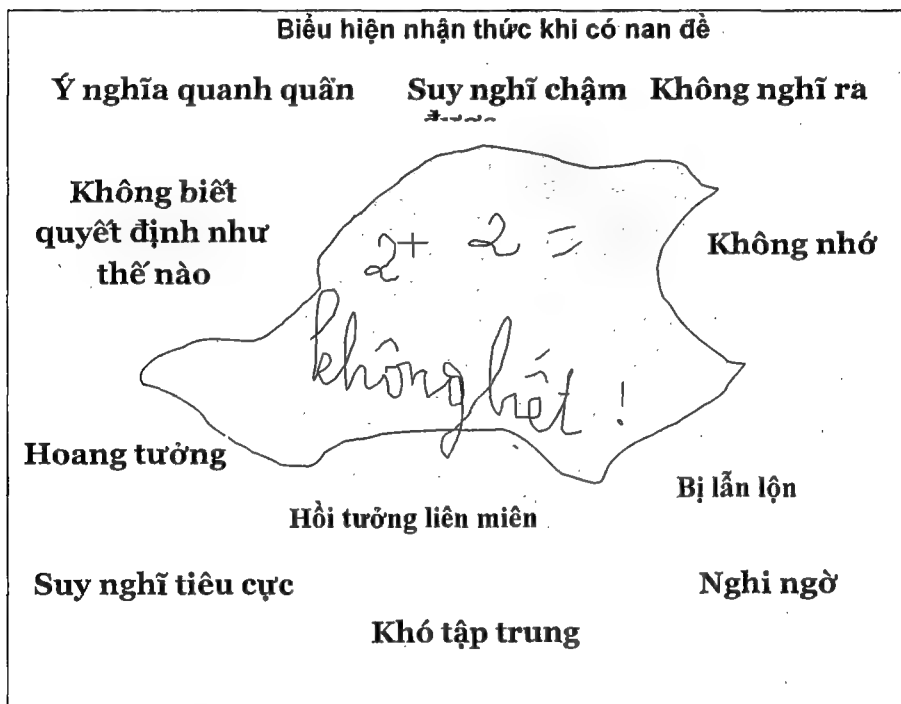 Biểu hiện nhận thức khi có nan đề
Ý nghĩa quanh quẩn
Suy nghĩ chậm
Không nghĩ ra
Không biết
quyết định như
thế nào
2 + 2 =
không biết !
Không nhớ
Hoang tưởng
Bị lẫn lộn
Hồi tưởng liên miên
Suy nghĩ tiêu cực
Nghi ngờ
Khó tập trung